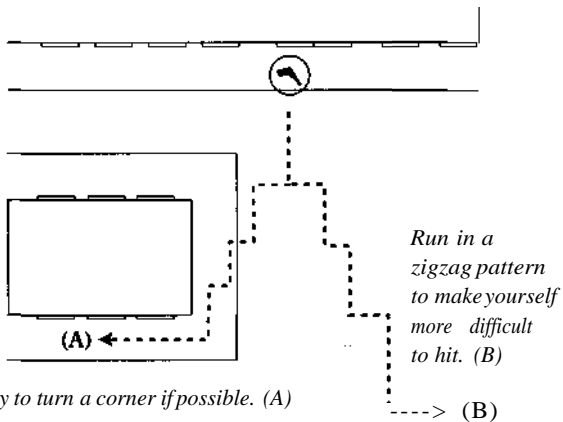 Run in a
zigzag pattern
to make yourself
more difficult
to hit. (B)
(A)
y to turn a corner if possible. (A)
(B)